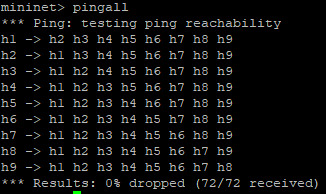 mininet> pingall
*** Ping: testing ping reachability
h1 -> h2 h3 h4 h5 h6 h7 h8 h9
h2 -> h1 h3 h4 h5 h6 h7 h8 h9
h3 -> h1 h2 h4 h5 h6 h7 h8 h9
h4 -> h1 h2 h3 h5 h6 h7 h8 h9
h5 -> h1 h2 h3 h4 h6 h7 h8 h9
h6 -> h1 h2 h3 h4 h5 h7 h8 h9
h7 -> h1 h2 h3 h4 h5 h6 h8 h9
h8 -> h1 h2 h3 h4 h5 h6 h7 h9
h9 -> h1 h2 h3 h4 h5 h6 h7 h8
*** Results: 0% dropped (72/72 received)